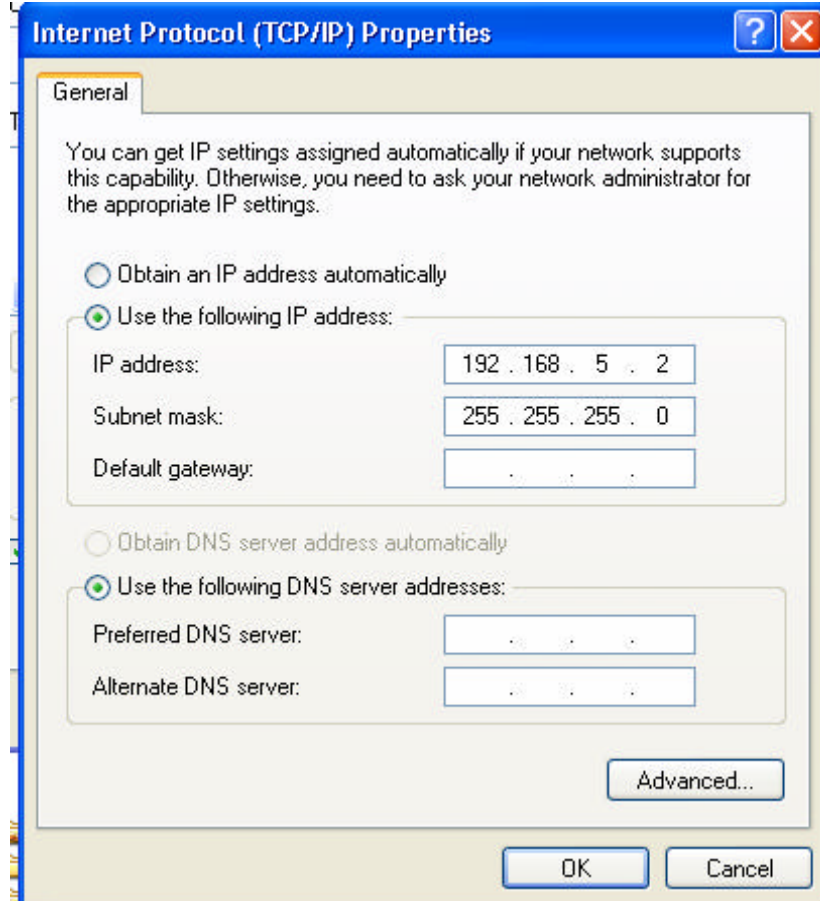 Internet Protocol (TCP/IP) Properties
General
You can get IP settings assigned automatically if your network supports
this capability. Otherwise, you need to ask your network administrator for
the appropriate IP settings.
Obtain an IP address automatically
Use the following IP address:
IP address: 192 . 168 . 5 . 2
Subnet mask: 255 . 255 . 255 . 0
Default gateway: . . .
Obtain DNS server address automatically
Use the following DNS server addresses:
Preferred DNS server: . . .
Alternate DNS server: . . .
Advanced...
OK Cancel